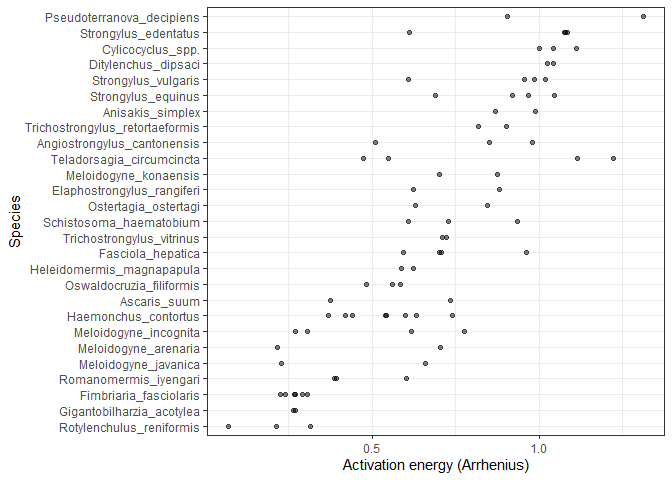 Pseudoterranova_decipiens
Strongylus_edentatus
Cylicocyclus_spp.
Ditylenchus_dipsaci
Strongylus_vulgaris
Strongylus_equinus
Anisakis_simplex
Trichostrongylus_retortaeformis
Angiostrongylus_cantonensis
Teladorsagia_circumcincta
Meloidogyne_konaensis
Elaphostrongylus_rangiferi
Ostertagia_ostertagi
Schistosoma_haematobium
Trichostrongylus_vitrinus
Fasciola_hepatica
Heleidomermis_magnapapula
Oswaldocruzia_filiformis
Ascaris_suum
Haemonchus_contortus
Meloidogyne_incognita
Meloidogyne_arenaria
Meloidogyne_javanica
Romanomermis_iyengari
Fimbriaria_fasciolaris
Gigantobilharzia_acotylea
Rotylenchulus_reniformis
Species
0.5 1.0
Activation energy (Arrhenius)